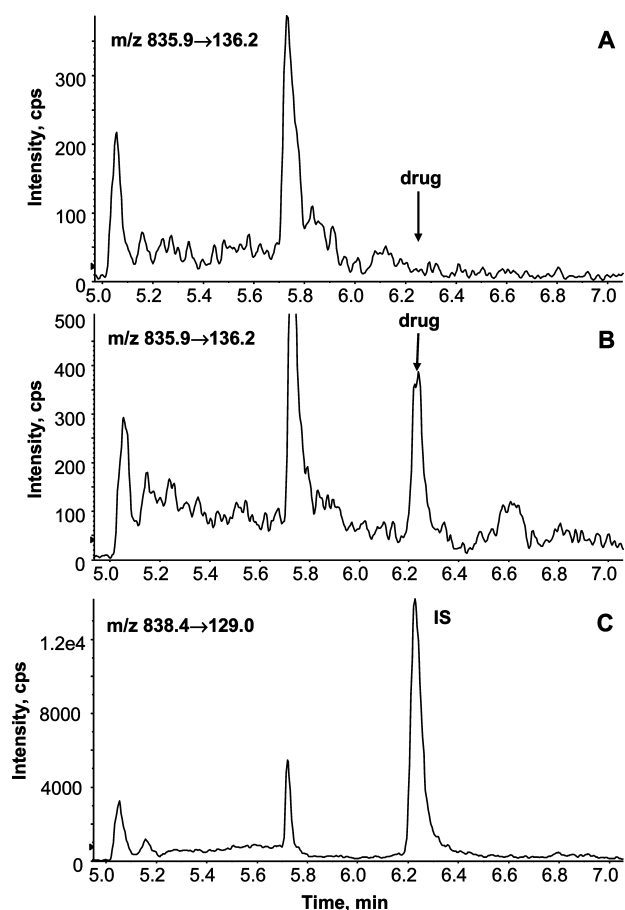 m/z 835.9→136.2
A
Intensity, cps
300
200
100
0
drug
5.0 5.2 5.4 5.6 5.8 6.0 6.2 6.4 6.6 6.8 7.0
m/z 835.9→136.2
B
Intensity, cps
500
400
300
200
100
0
drug
5.0 5.2 5.4 5.6 5.8 6.0 6.2 6.4 6.6 6.8 7.0
m/z 838.4→129.0
IS
C
Intensity, cps
1.2e4
8000
4000
0
5.0 5.2 5.4 5.6 5.8 6.0 6.2 6.4 6.6 6.8 7.0
Time, min